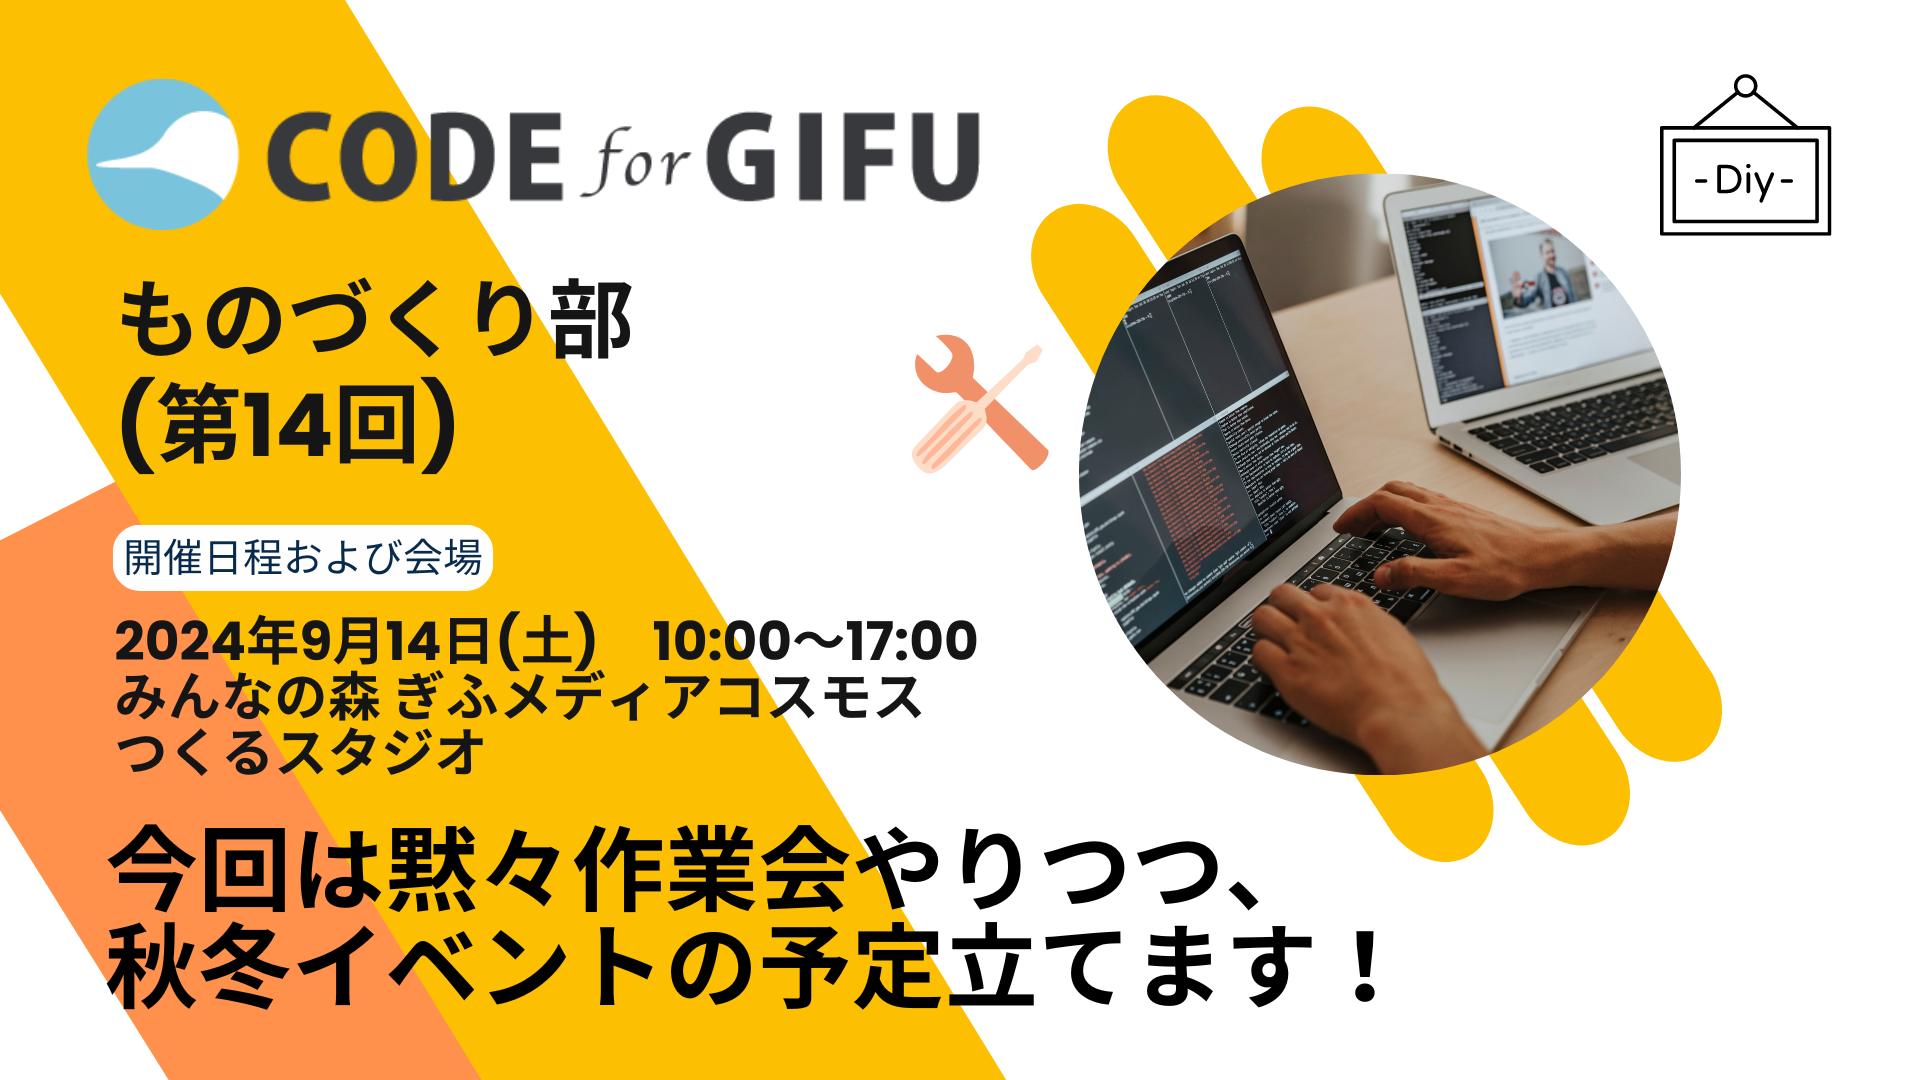 CODE for GIFU
-Diy-
ものづくり部
(第14回)
開催日程および会場
2024年9月14日(土)　10:00〜17:00
みんなの森 ぎふメディアコスモス
つくるスタジオ
今回は黙々作業会やりつつ、
秋冬イベントの予定立てます！